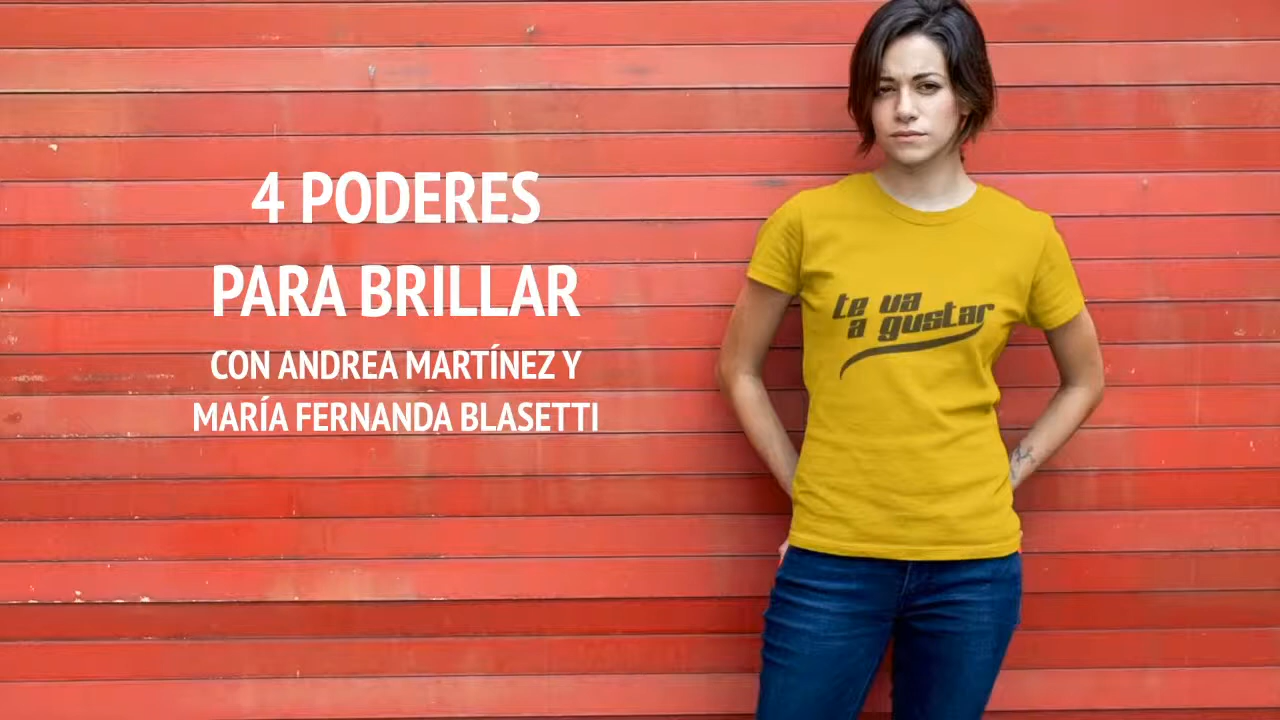 4 PODERES
PARA BRILLAR
CON ANDREA MARTÍNEZ Y
MARÍA FERNANDA BLASETTI
te va
a gustar